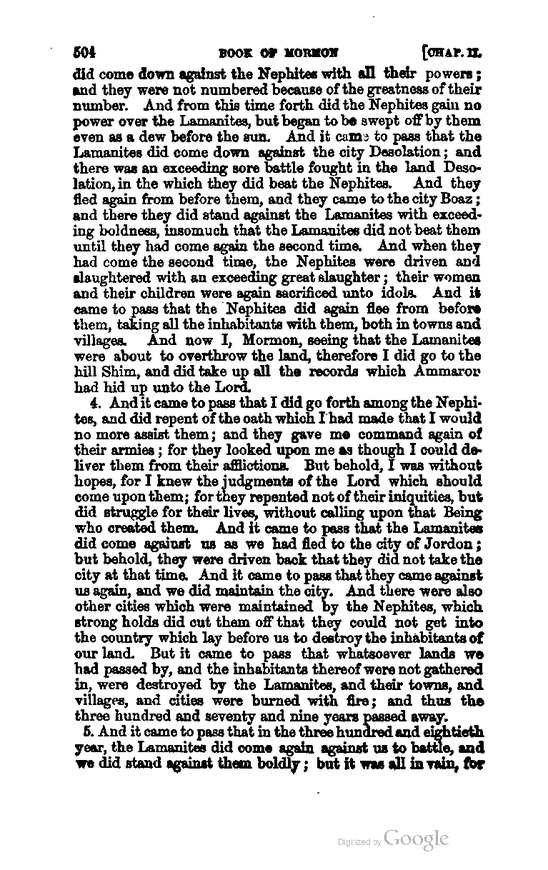 504 BOOK OF MORMON [CHAP. II.
did come down against the Nephites with all their powers;
and they were not numbered because of the greatness of their
number. And from this time forth did the Nephites gain no
power over the Lamanites, but began to be swept off by them
even as a dew before the sun. And it came to pass that the
Lamanites did come down against the city Desolation; and
there was an exceeding sore battle fought in the land Deso-
lation, in the which they did beat the Nephites. And they
fled again from before them, and they came to the city Boaz;
and there they did stand against the Lamanites with exceed-
ing boldness, insomuch that the Lamanites did not beat them
until they had come again the second time. And when they
had come the second time, the Nephites were driven and
slaughtered with an exceeding great slaughter; their women
and their children were again sacrificed unto idols. And it
came to pass that the Nephites did again flee from before
them, taking all the inhabitants with them, both in towns and
villages. And now I, Mormon, seeing that the Lamanites
were about to overthrow the land, therefore I did go to the
hill Shim, and did take up all the records which Ammaron
had hid up unto the Lord.
4. And it came to pass that I did go forth among the Nephi-
tes, and did repent of the oath which I had made that I would
no more assist them; and they gave me command again of
their armies; for they looked upon me as though I could de-
liver them from their afflictions. But behold, I was without
hopes, for I knew the judgments of the Lord which should
come upon them; for they repented not of their iniquities, but
did struggle for their lives, without calling upon that Being
who created them. And it came to pass that the Lamanites
did come against us as we had fled to the city of Jordon;
but behold, they were driven back that they did not take the
city at that time. And it came to pass that they came against
us again, and we did maintain the city. And there were also
other cities which were maintained by the Nephites, which
strong holds did cut them off that they could not get into
the country which lay before us to destroy the inhabitants of
our land. But it came to pass that whatsoever lands we
had passed by, and the inhabitants thereof were not gathered
in, were destroyed by the Lamanites, and their towns, and
villages, and cities were burned with fire; and thus the
three hundred and seventy and nine years passed away.
5. And it came to pass that in the three hundred and eightieth
year, the Lamanites did come again against us to battle, and
we did stand against them boldly; but it was all in vain, for
Digitized by Google